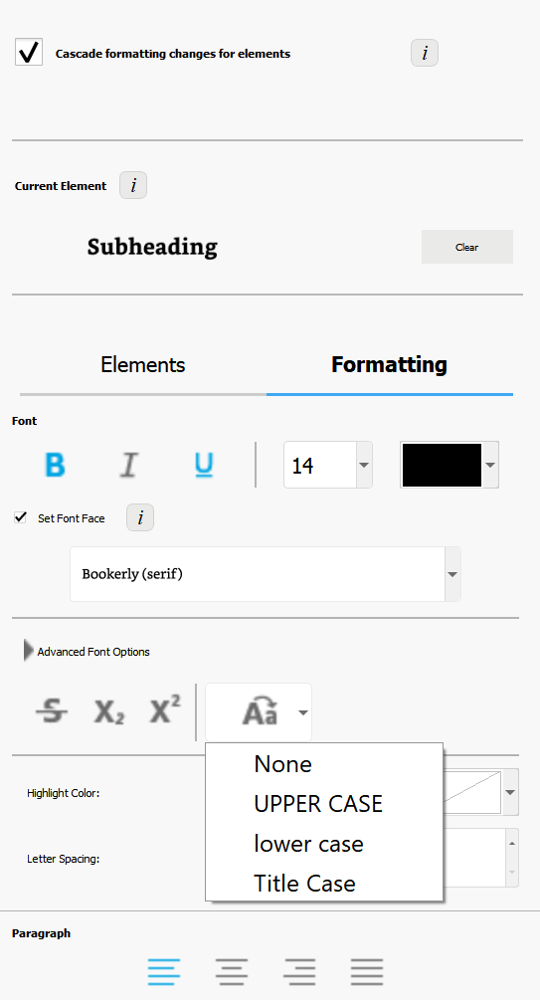 Cascade formatting changes for elements
i
Current Element
i
Subheading
Clear
Elements
Formatting
Font
B I U
14
Set Font Face
i
Bookerly (serif)
Advanced Font Options
S X₂ X² Aa
None
Highlight Color:
UPPER CASE
lower case
Letter Spacing:
Title Case
Paragraph